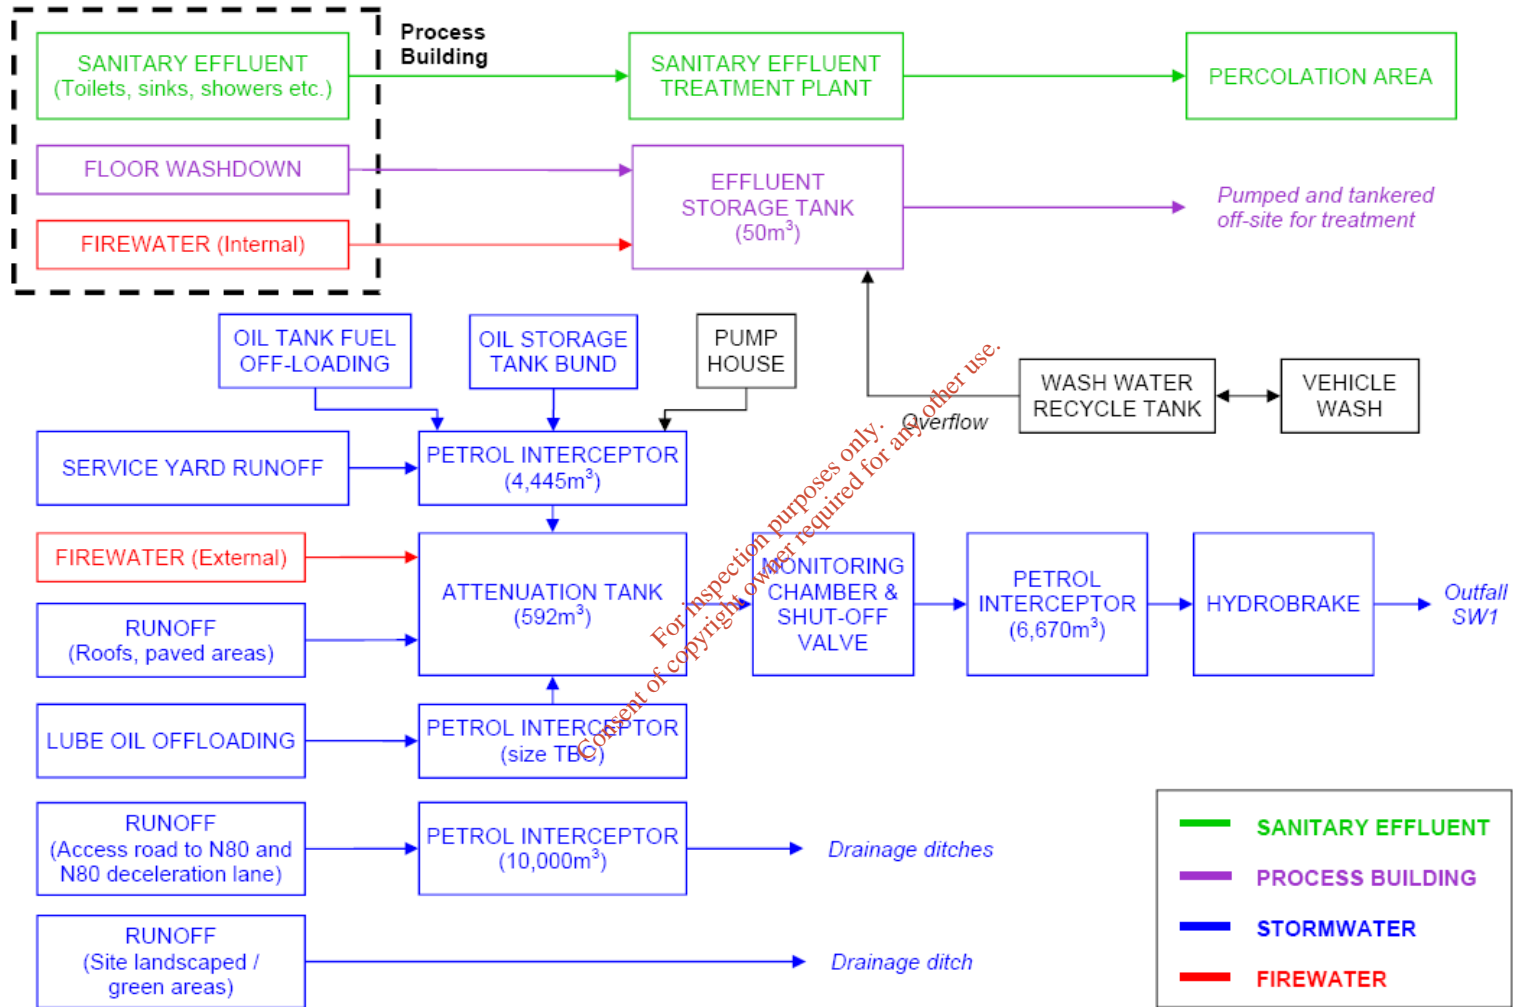 Process
Building
SANITARY EFFLUENT
(Toilets, sinks, showers etc.)
SANITARY EFFLUENT
TREATMENT PLANT
PERCOLATION AREA
FLOOR WASHDOWN
EFFLUENT
STORAGE TANK
(50m³)
Pumped and tankered
off-site for treatment
FIREWATER (Internal)
OIL TANK FUEL
OFF-LOADING
OIL STORAGE
TANK BUND
PUMP
HOUSE
WASH WATER
RECYCLE TANK
VEHICLE
WASH
Overflow
SERVICE YARD RUNOFF
PETROL INTERCEPTOR
(4,445m³)
FIREWATER (External)
ATTENUATION TANK
(592m³)
MONITORING
CHAMBER &
SHUT-OFF
VALVE
PETROL
INTERCEPTOR
(6,670m³)
HYDROBRAKE
Outfall
SW1
RUNOFF
(Roofs, paved areas)
LUBE OIL OFFLOADING
PETROL INTERCEPTOR
(size TBC)
RUNOFF
(Access road to N80 and
N80 deceleration lane)
PETROL INTERCEPTOR
(10,000m³)
Drainage ditches
RUNOFF
(Site landscaped /
green areas)
Drainage ditch
SANITARY EFFLUENT
PROCESS BUILDING
STORMWATER
FIREWATER
For inspection purposes only.
Consent of copyright owner required for any other use.